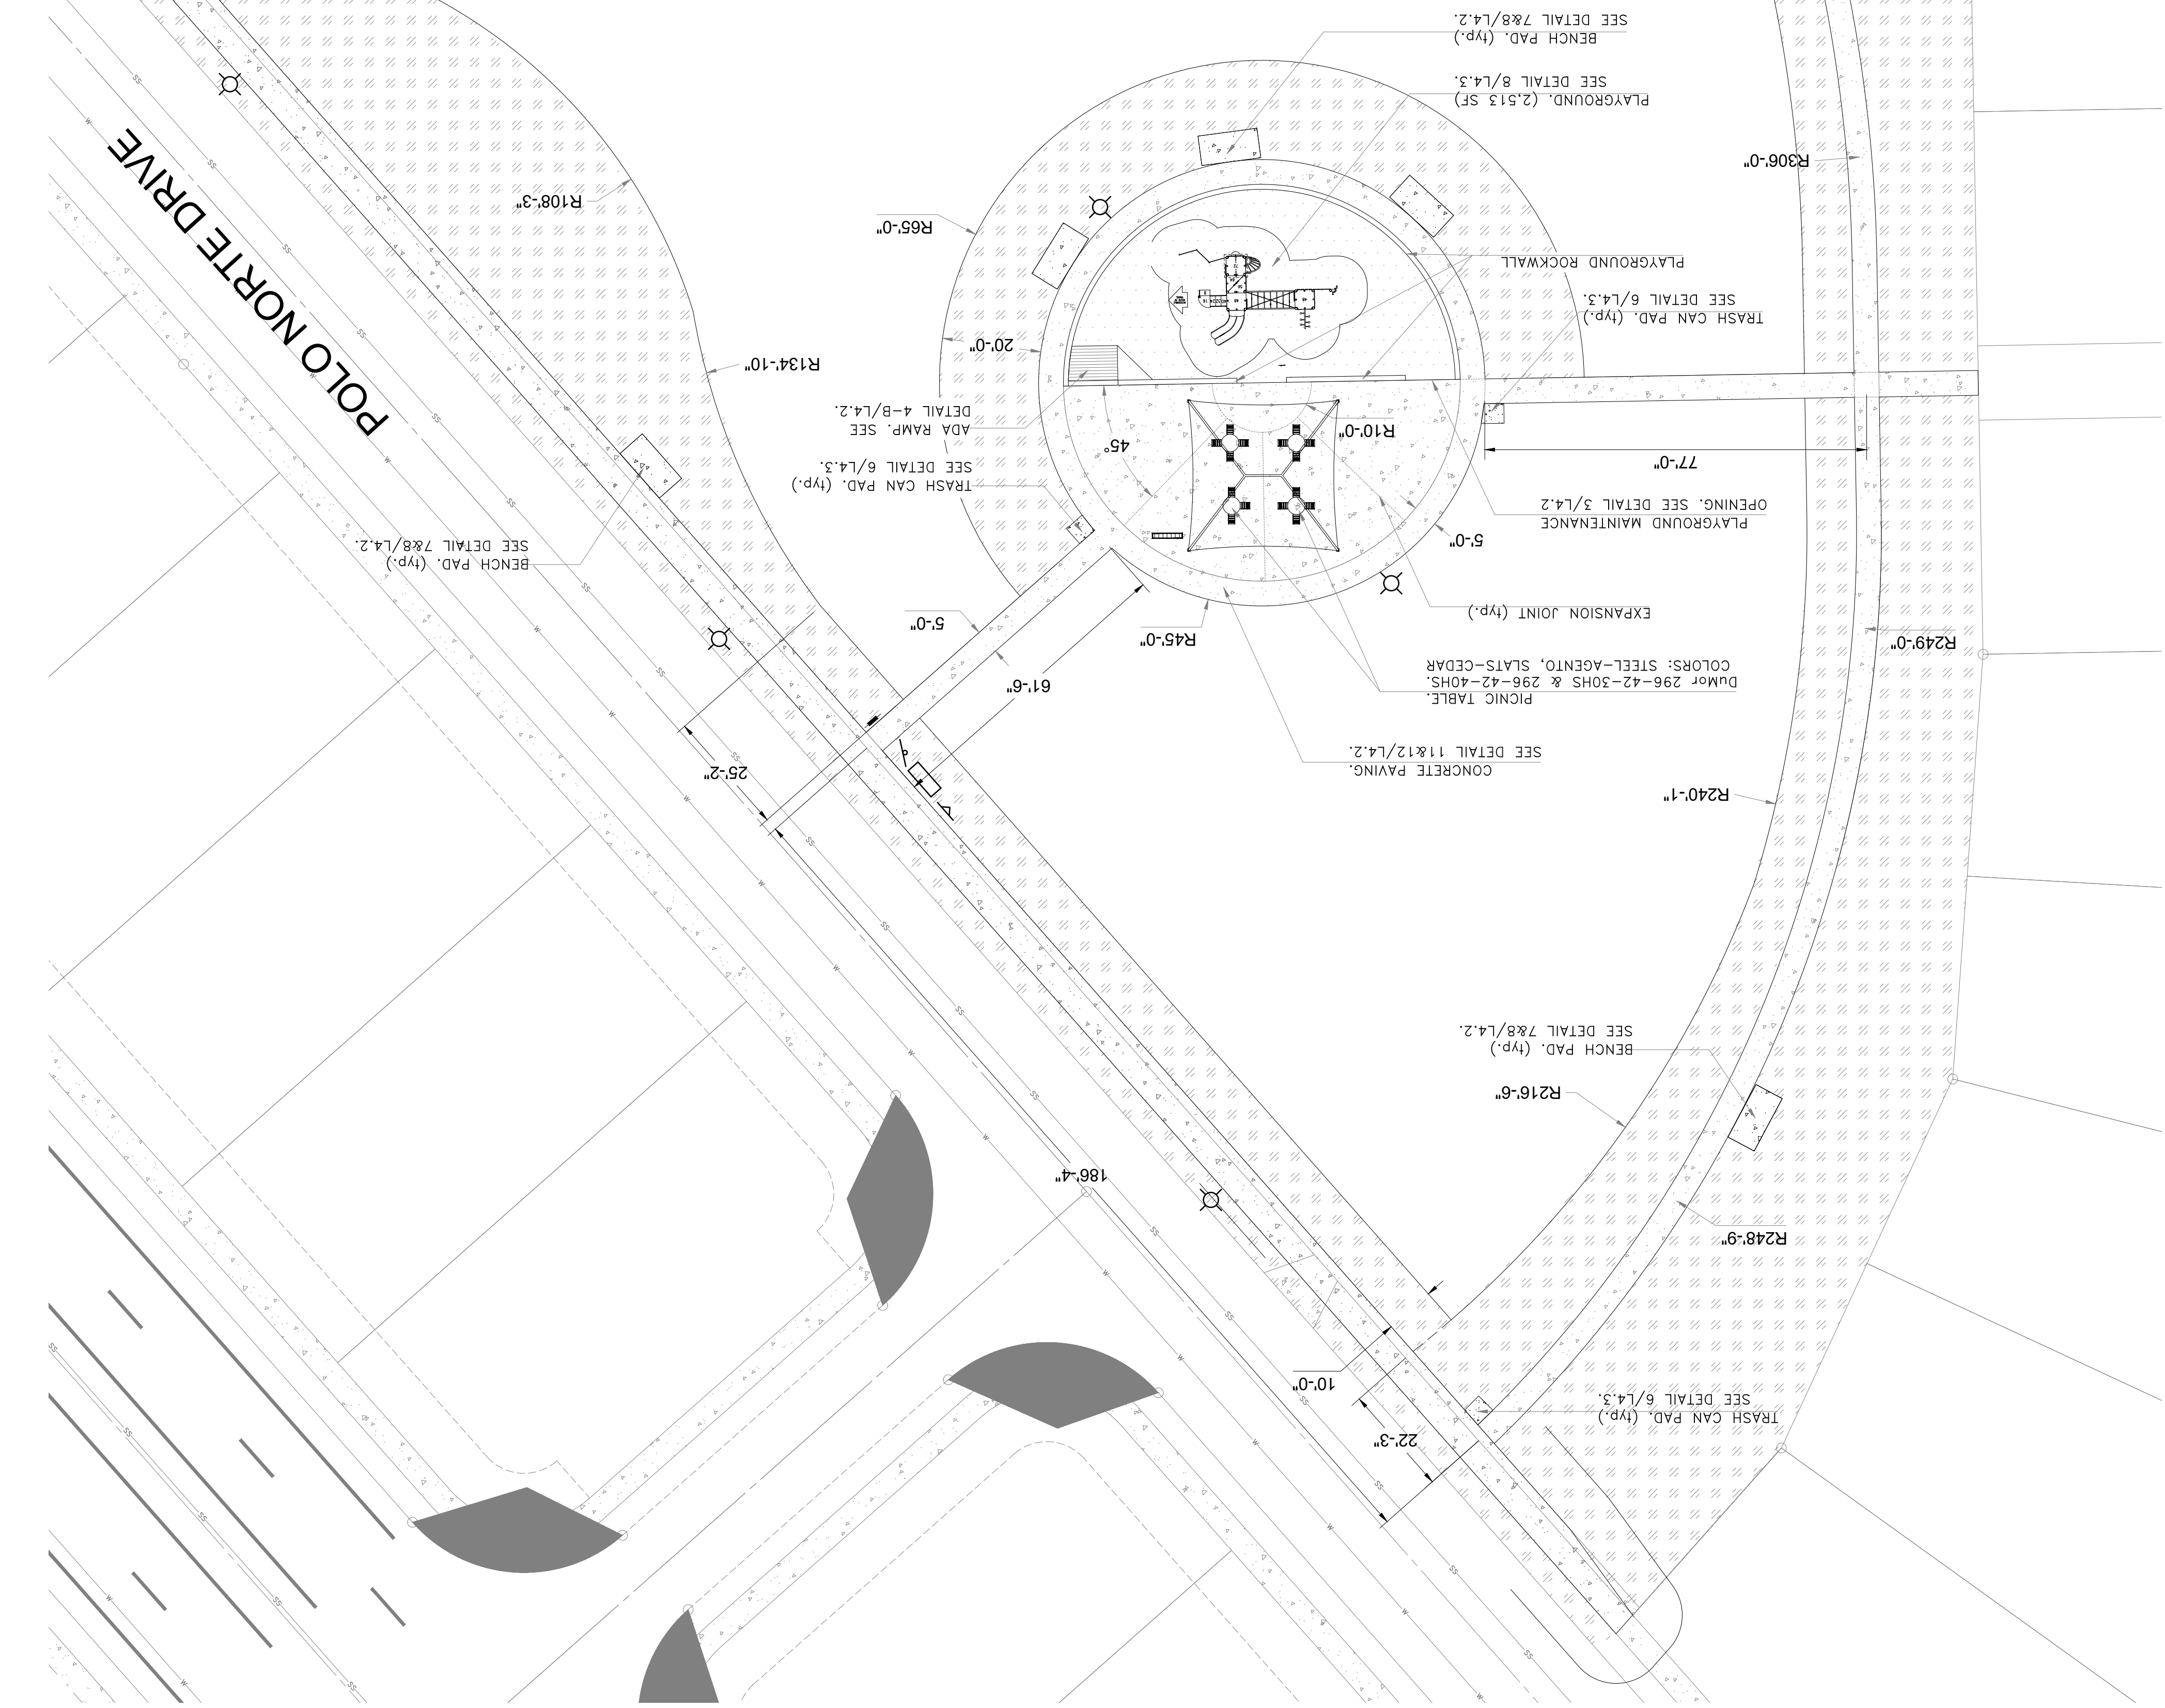 22'-3"
TRASH CAN PAD. (typ.)
SEE DETAIL 6/L4.3.
10'-0"
R248'-9"
186'-4"
R216'-6"
BENCH PAD. (typ.)
SEE DETAIL 7&8/L4.2.
R240'-1"
25'-2"
CONCRETE PAVING.
SEE DETAIL 11&12/L4.2.
PICNIC TABLE.
DuMor 296-42-30HS & 296-42-40HS.
COLORS: STEEL-AGENTO, SLATS-CEDAR
61'-6"
R249'-0"
R45'-0"
5'-0"
EXPANSION JOINT (typ.)
BENCH PAD. (typ.)
SEE DETAIL 7&8/L4.2.
5'-0"
PLAYGROUND MAINTENANCE
OPENING. SEE DETAIL 3/L4.2
TRASH CAN PAD. (typ.)
SEE DETAIL 6/L4.3.
77'-0"
45°
R10'-0"
ADA RAMP. SEE
DETAIL 4-B/L4.2.
R134'-10"
20'-0"
TRASH CAN PAD. (typ.)
SEE DETAIL 6/L4.3.
PLAYGROUND ROCKWALL
R65'-0"
R108'-3"
R306'-0"
PLAYGROUND. (2,513 SF)
SEE DETAIL 8/L4.3.
BENCH PAD. (typ.)
SEE DETAIL 7&8/L4.2.
POLO NORTE DRIVE
SS
W